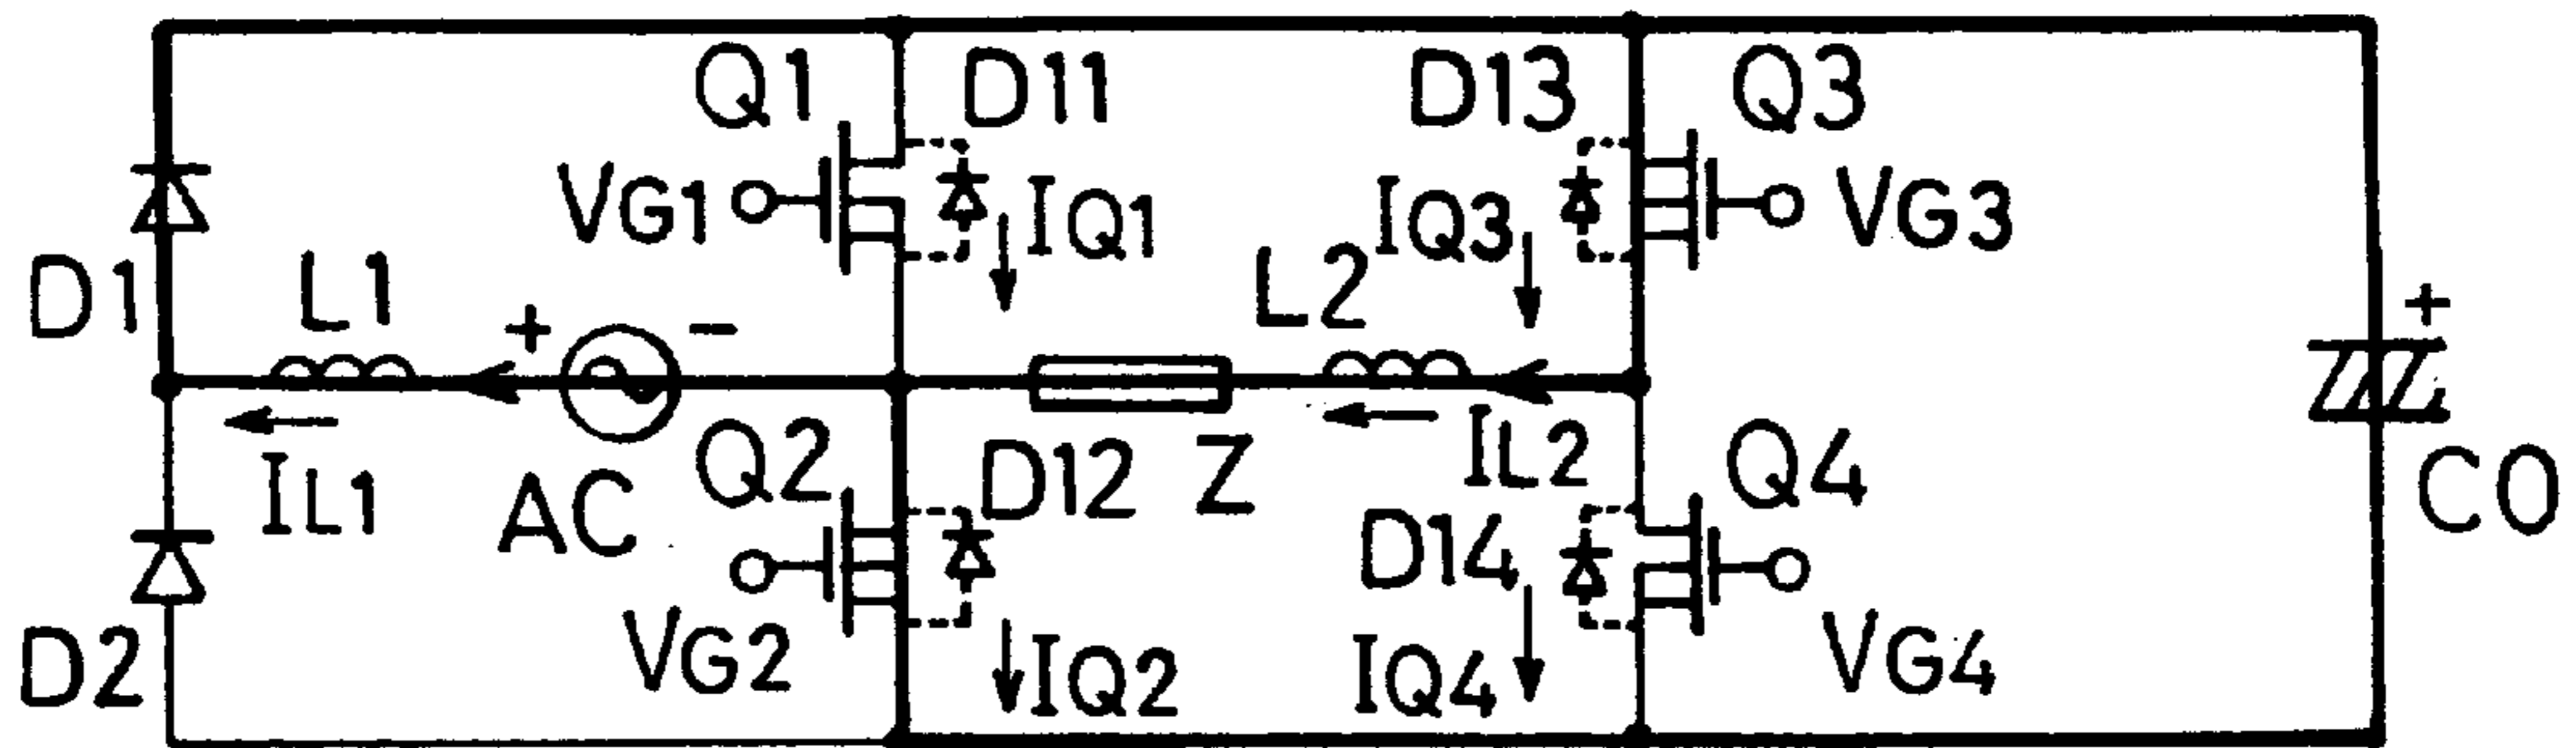 Q1 D11 D13 Q3
VG1 IQ1 IQ3 VG3
D1 L1 + - L2 +
IL1 AC Q2 D12 Z IL2 Q4 C0
D2 VG2 IQ2 D14 IQ4 VG4